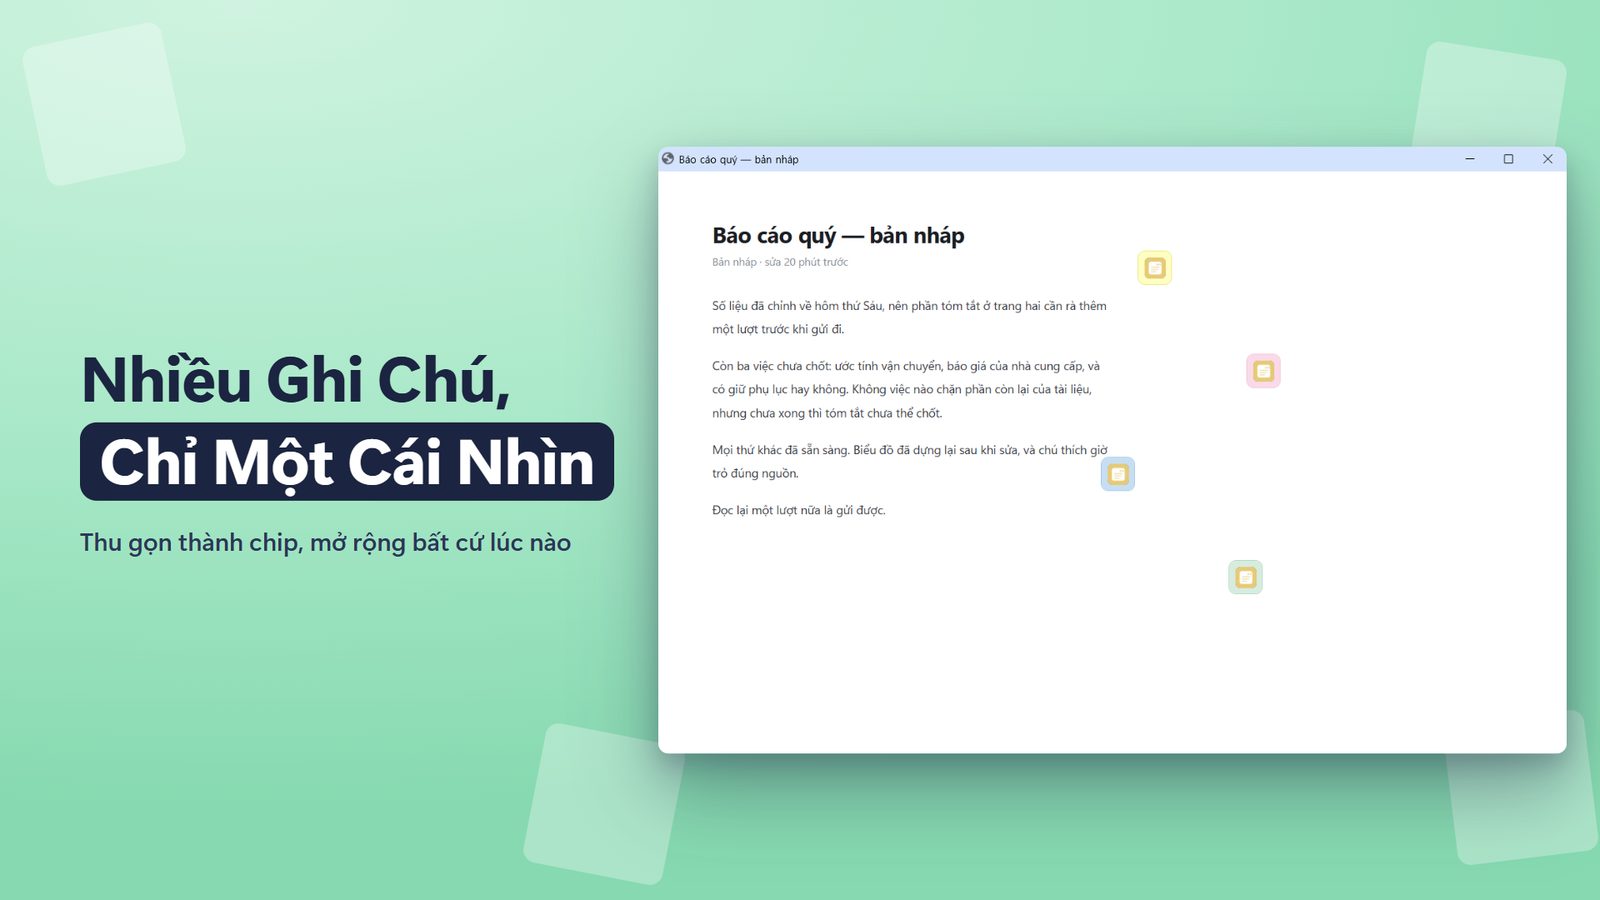 Nhiều Ghi Chú,
Chỉ Một Cái Nhìn
Thu gọn thành chip, mở rộng bất cứ lúc nào
Báo cáo quý — bản nháp
Báo cáo quý — bản nháp
Bản nháp · sửa 20 phút trước
Số liệu đã chỉnh về hôm thứ Sáu, nên phần tóm tắt ở trang hai cần rà thêm
một lượt trước khi gửi đi.
Còn ba việc chưa chốt: ước tính vận chuyển, báo giá của nhà cung cấp, và
có giữ phụ lục hay không. Không việc nào chặn phần còn lại của tài liệu,
nhưng chưa xong thì tóm tắt chưa thể chốt.
Mọi thứ khác đã sẵn sàng. Biểu đồ đã dựng lại sau khi sửa, và chú thích giờ
trỏ đúng nguồn.
Đọc lại một lượt nữa là gửi được.